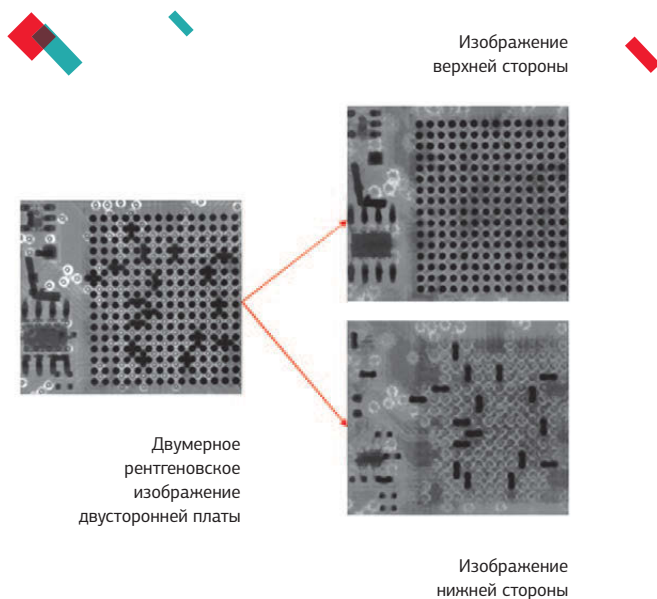 Изображение
верхней стороны
Двумерное
рентгеновское
изображение
двусторонней платы
Изображение
нижней стороны